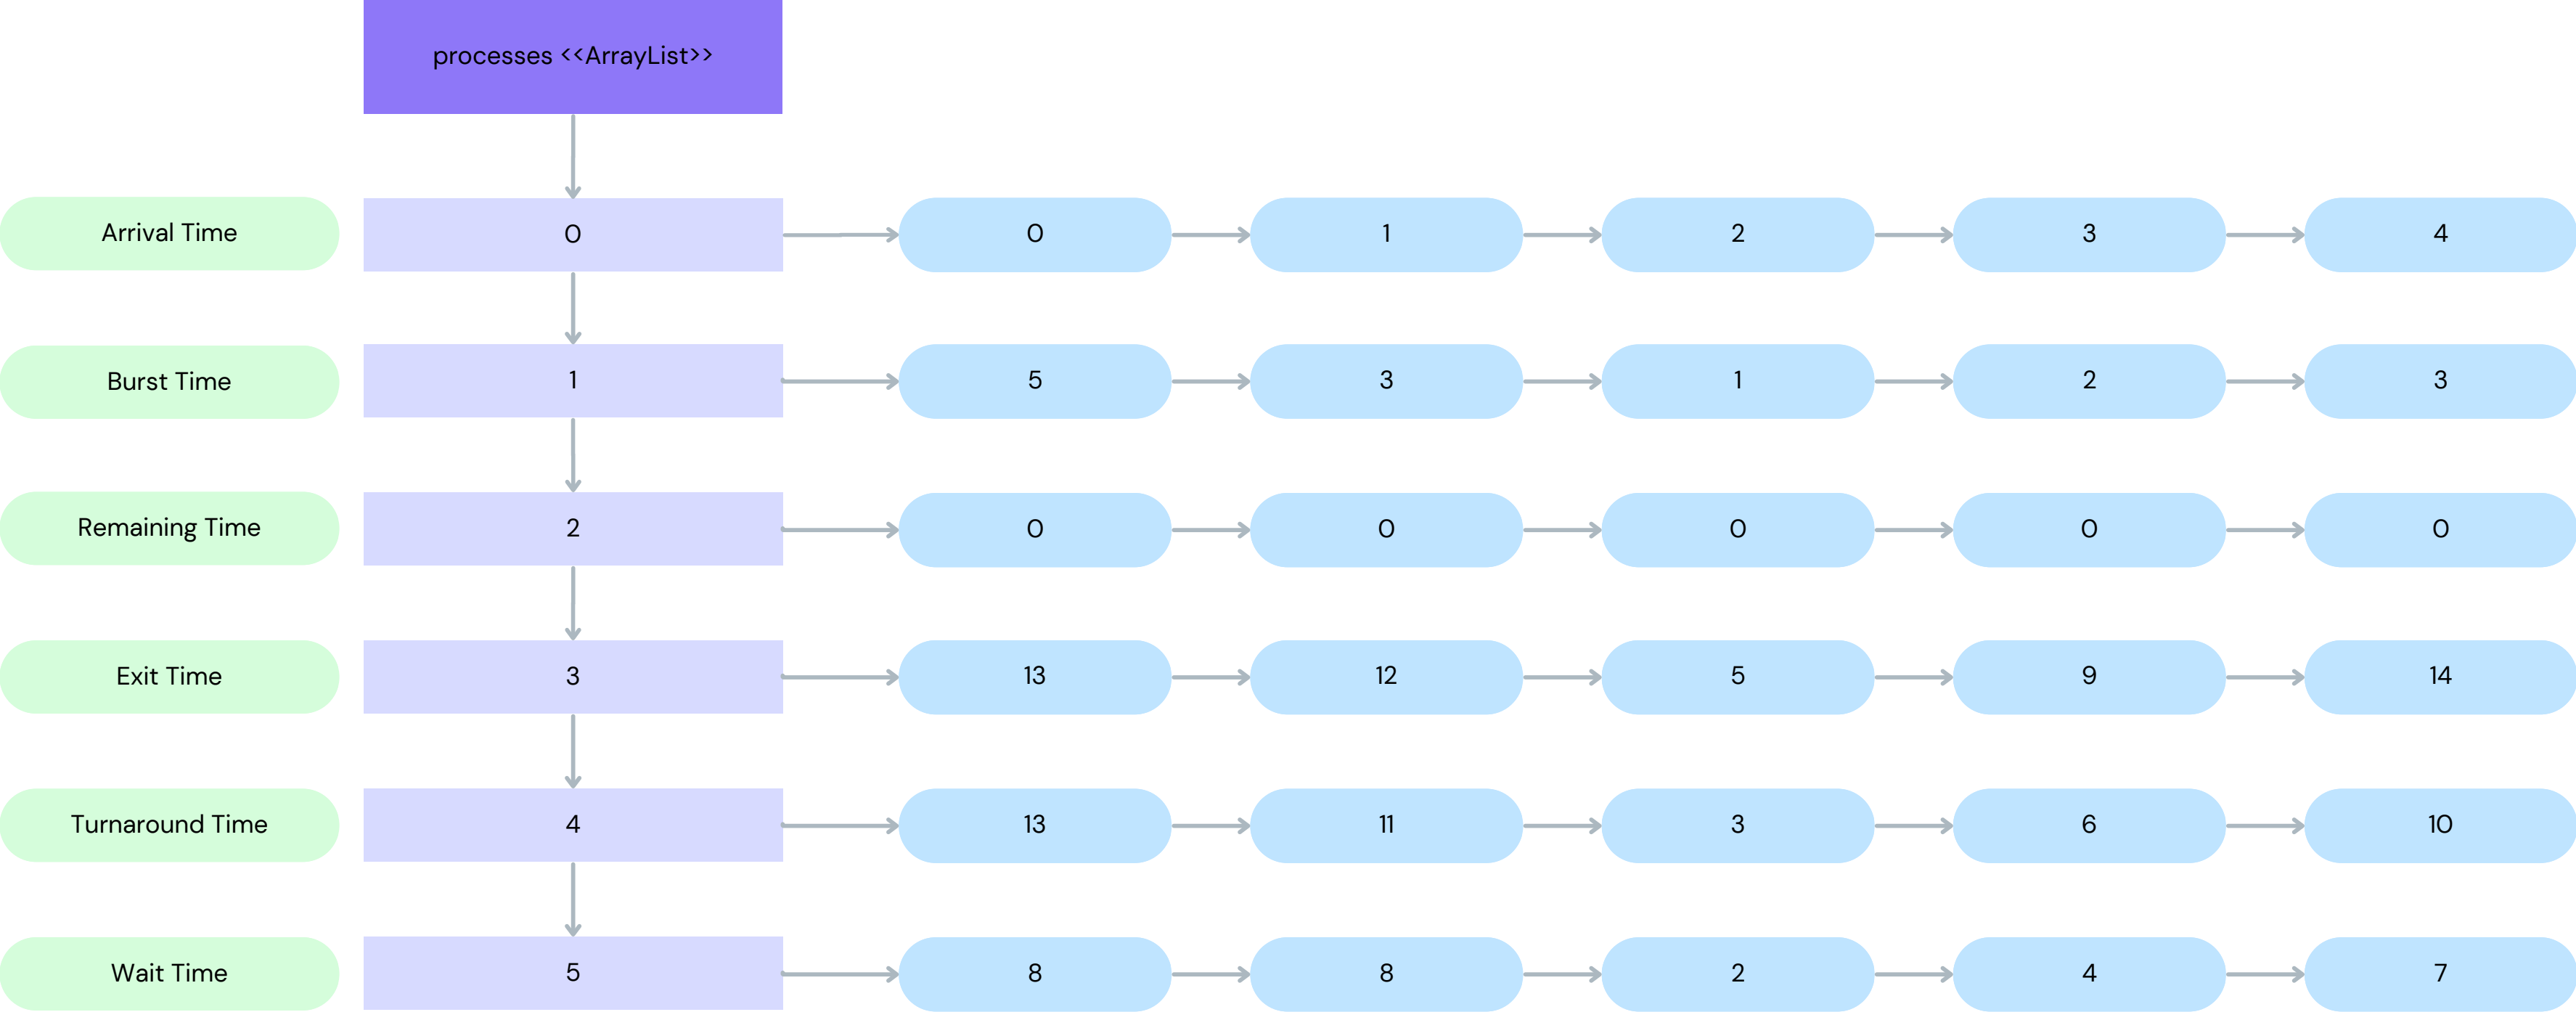 processes <<ArrayList>>
Arrival Time 0 0 1 2 3 4
Burst Time 1 5 3 1 2 3
Remaining Time 2 0 0 0 0 0
Exit Time 3 13 12 5 9 14
Turnaround Time 4 13 11 3 6 10
Wait Time 5 8 8 2 4 7